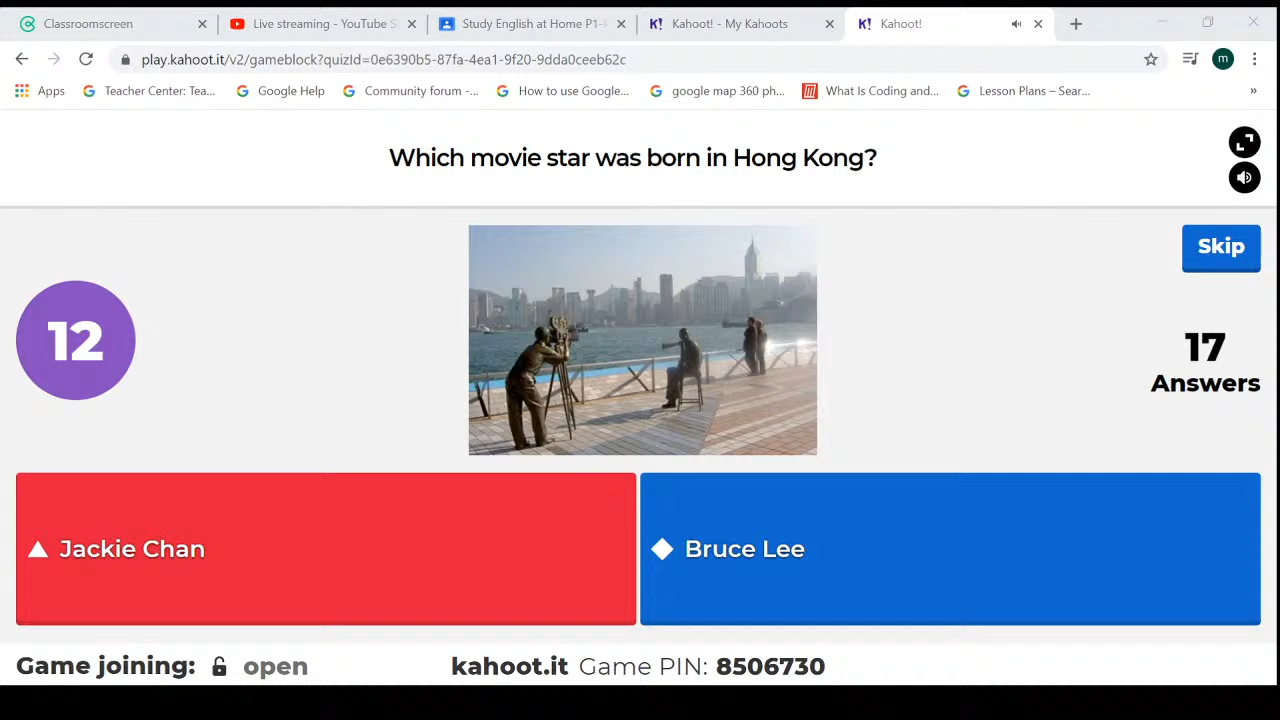 Classroomscreen
Live streaming - YouTube S
Study English at Home P1-
Kahoot! - My Kahoots
Kahoot!
play.kahoot.it/v2/gameblock?quizId=0e6390b5-87fa-4ea1-9f20-9dda0ceeb62c
m
Apps
Teacher Center: Tea...
Google Help
Community forum -...
How to use Google...
google map 360 ph...
What Is Coding and...
Lesson Plans – Sear...
»
Which movie star was born in Hong Kong?
Skip
12
17
Answers
Jackie Chan
Bruce Lee
Game joining: open
kahoot.it Game PIN: 8506730